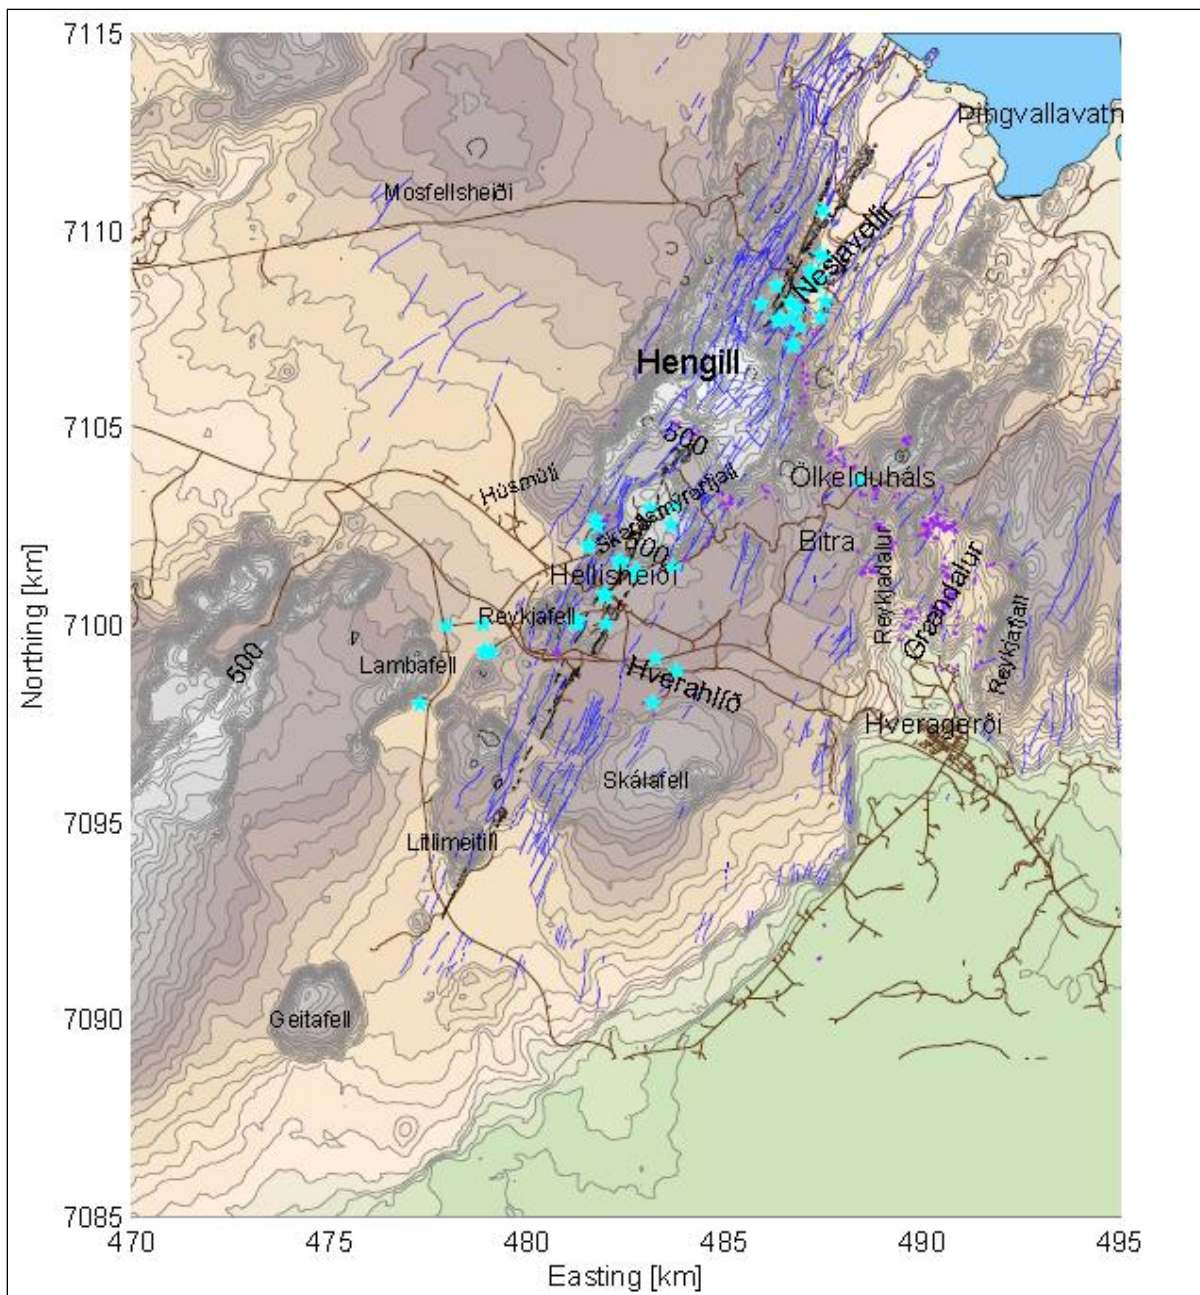 7115
Þingvallavatn
Mosfellsheiði
7110
Nesjavellir
Hengill
7105
500
Ölkelduháls
Húsmúli
Skarðsmýrarfjall
Bitra
Hellisheiði
Reykjadalur
Grændalur
Reykjafjall
Reykjafell
7100
500
Lambafell
Hverahlíð
Hveragerði
Skálafell
7095
Litlimeitill
7090
Geitafell
7085
470
475
480
485
490
495
Easting [km]
Northing [km]